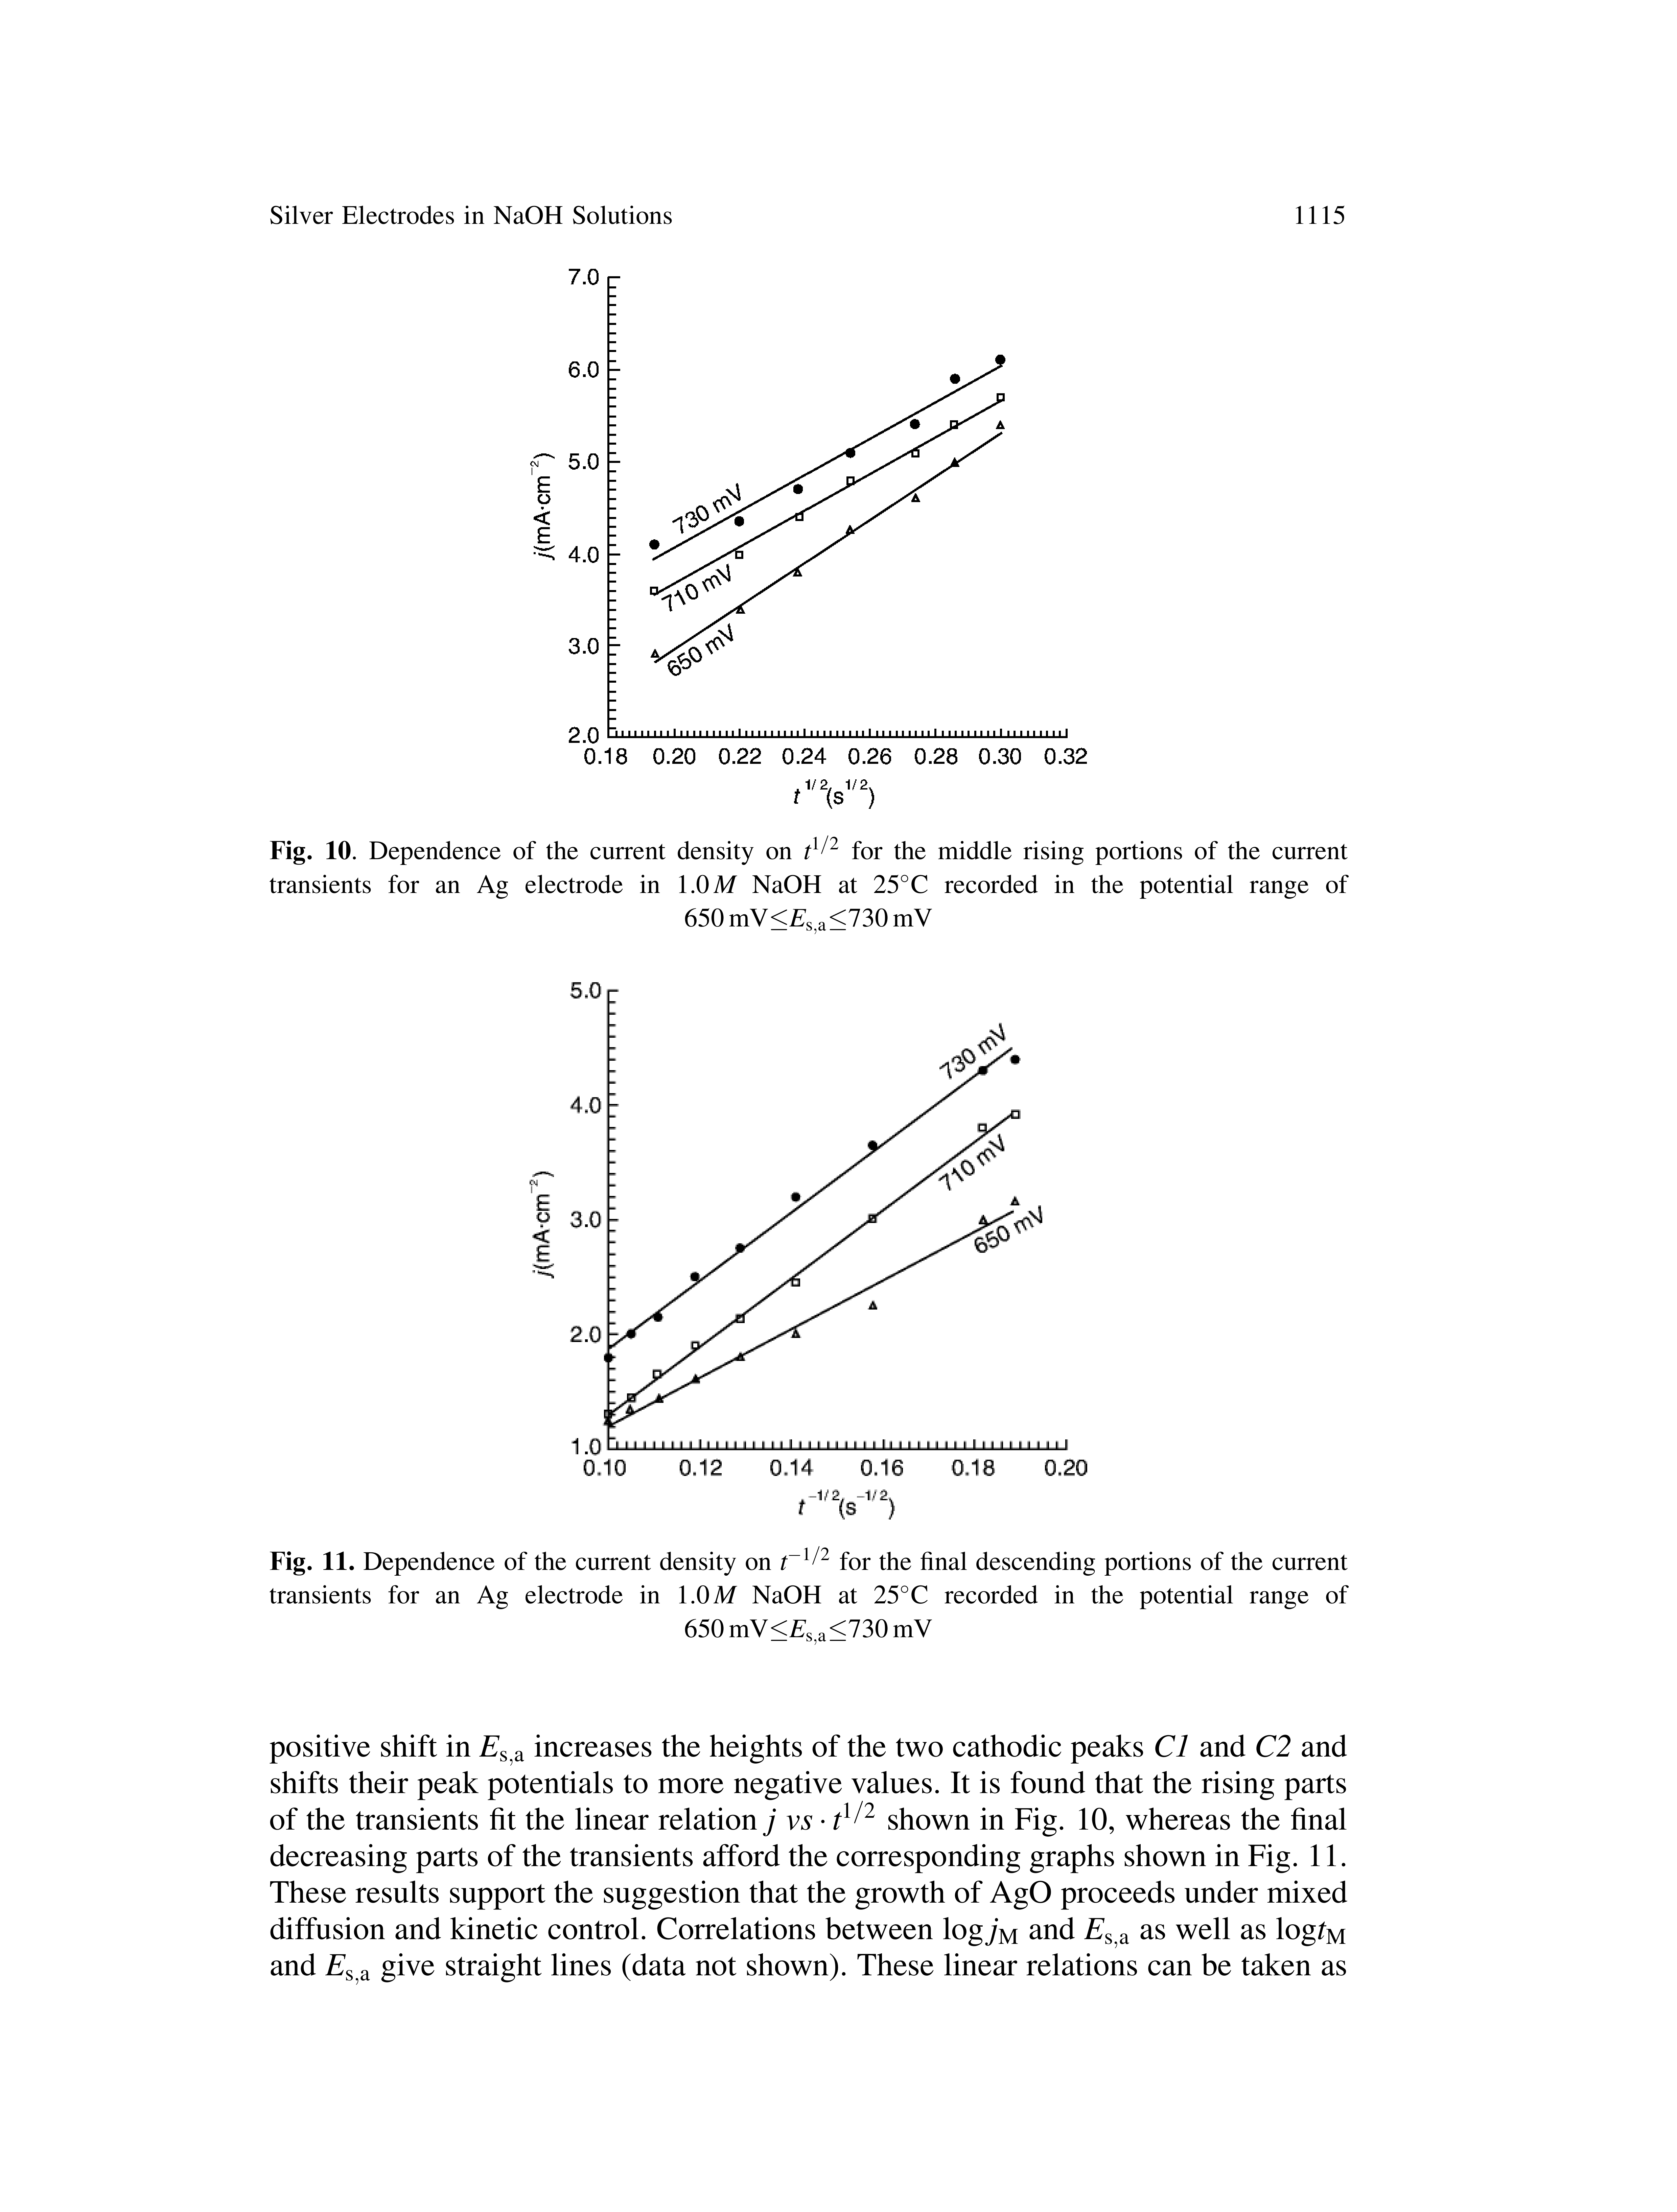 Silver Electrodes in NaOH Solutions 1115
7.0
6.0
5.0
4.0
3.0
2.0
j(mA·cm⁻²)
730 mV
710 mV
650 mV
0.18 0.20 0.22 0.24 0.26 0.28 0.30 0.32
t^1/2(s^1/2)
Fig. 10. Dependence of the current density on t^1/2 for the middle rising portions of the current
transients for an Ag electrode in 1.0 M NaOH at 25°C recorded in the potential range of
650 mV≤E_s,a≤730 mV
5.0
4.0
3.0
2.0
1.0
j(mA·cm⁻²)
730 mV
710 mV
650 mV
0.10 0.12 0.14 0.16 0.18 0.20
t^−1/2(s^−1/2)
Fig. 11. Dependence of the current density on t^−1/2 for the final descending portions of the current
transients for an Ag electrode in 1.0 M NaOH at 25°C recorded in the potential range of
650 mV≤E_s,a≤730 mV
positive shift in E_s,a increases the heights of the two cathodic peaks C1 and C2 and
shifts their peak potentials to more negative values. It is found that the rising parts
of the transients fit the linear relation j vs · t^1/2 shown in Fig. 10, whereas the final
decreasing parts of the transients afford the corresponding graphs shown in Fig. 11.
These results support the suggestion that the growth of AgO proceeds under mixed
diffusion and kinetic control. Correlations between log j_M and E_s,a as well as logt_M
and E_s,a give straight lines (data not shown). These linear relations can be taken as